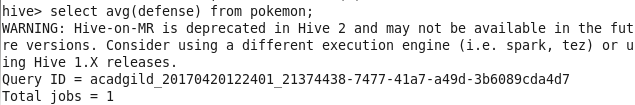 hive> select avg(defense) from pokemon;
WARNING: Hive-on-MR is deprecated in Hive 2 and may not be available in the fut
re versions. Consider using a different execution engine (i.e. spark, tez) or u
ing Hive 1.X releases.
Query ID = acadgild_20170420122401_21374438-7477-41a7-a49d-3b6089cda4d7
Total jobs = 1